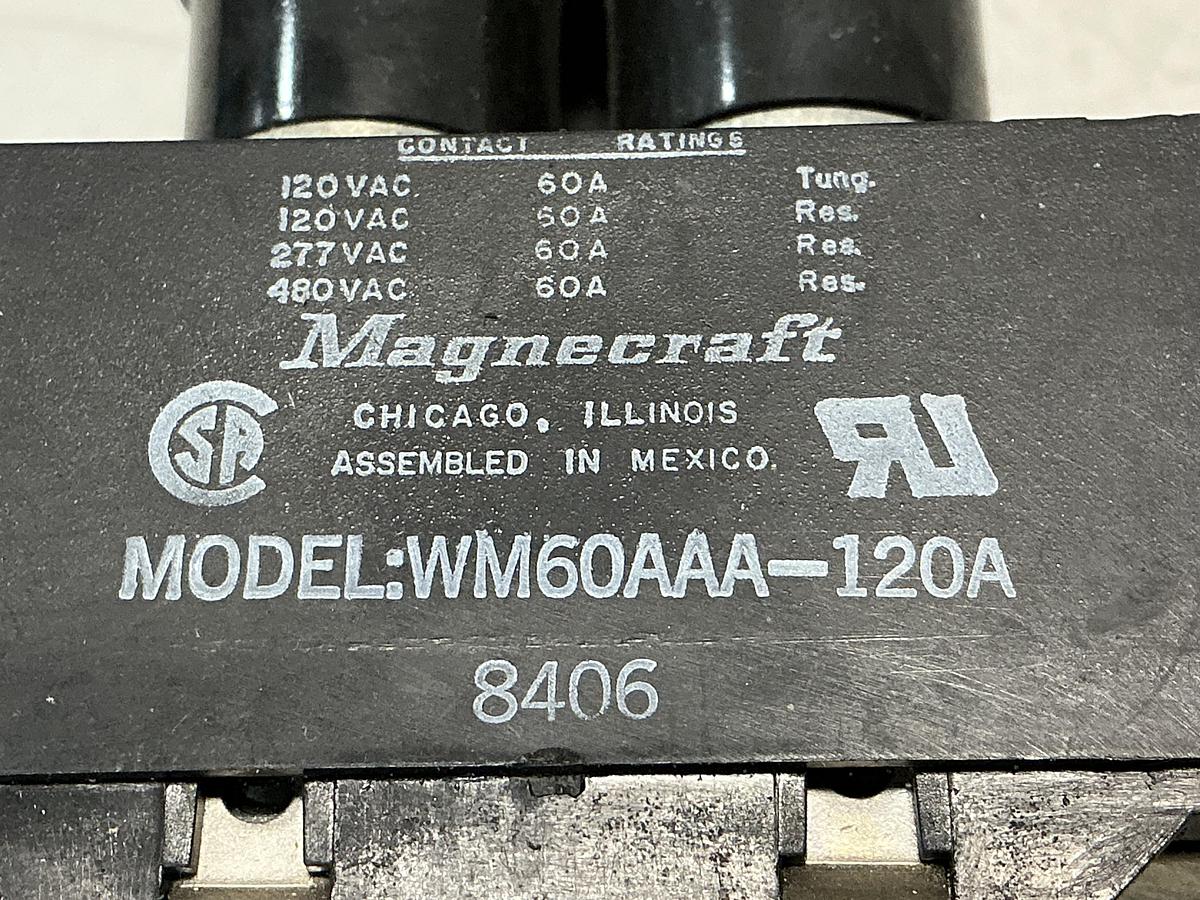 CONTACT RATINGS
120VAC 60A Tung.
120VAC 60A Res.
277VAC 60A Res.
480VAC 60A Res.
Magnecraft
CHICAGO, ILLINOIS
ASSEMBLED IN MEXICO.
MODEL:WM60AAA-120A
8406